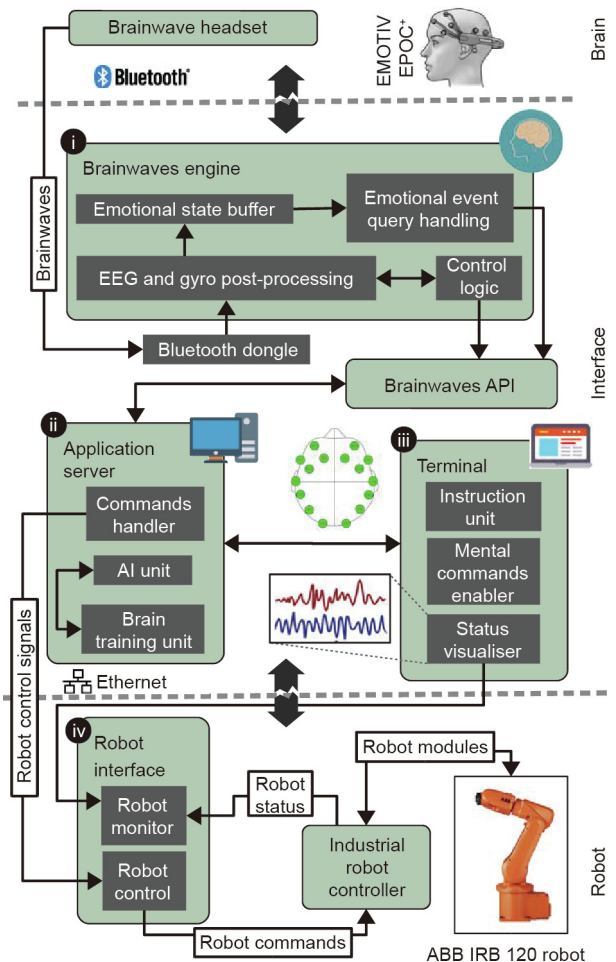 Brainwave headset
EMOTIV
EPOC+
Brain
Bluetooth®
i
Brainwaves engine
Emotional state buffer
Emotional event
query handling
Brainwaves
EEG and gyro post-processing
Control
logic
Bluetooth dongle
Interface
Brainwaves API
ii
Application
server
iii
Terminal
Commands
handler
Instruction
unit
AI unit
Mental
commands
enabler
Brain
training unit
Status
visualiser
Ethernet
Robot control signals
iv
Robot
interface
Robot modules
Robot
status
Robot
monitor
Industrial
robot
controller
Robot
control
Robot
Robot commands
ABB IRB 120 robot